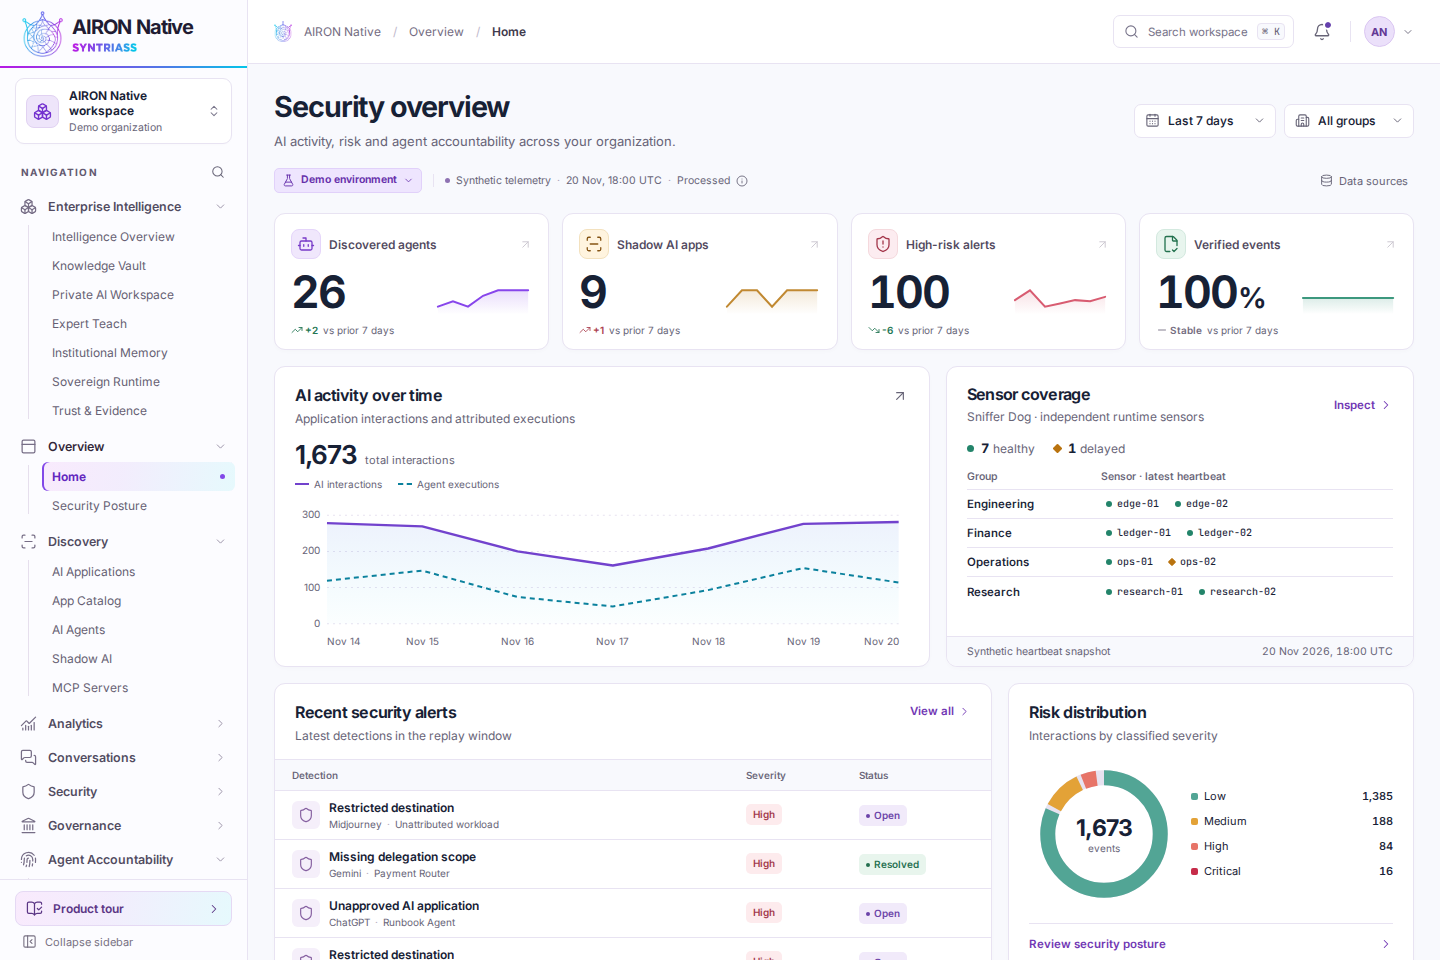 AIRON Native
SYNTRIASS
AIRON Native workspace
Demo organization
NAVIGATION
Enterprise Intelligence
Intelligence Overview
Knowledge Vault
Private AI Workspace
Expert Teach
Institutional Memory
Sovereign Runtime
Trust & Evidence
Overview
Home
Security Posture
Discovery
AI Applications
App Catalog
AI Agents
Shadow AI
MCP Servers
Analytics
Conversations
Security
Governance
Agent Accountability
Product tour
Collapse sidebar
AIRON Native / Overview / Home
Search workspace ⌘ K
AN
Security overview
AI activity, risk and agent accountability across your organization.
Last 7 days
All groups
Demo environment
Synthetic telemetry · 20 Nov, 18:00 UTC · Processed
Data sources
Discovered agents
26
+2 vs prior 7 days
Shadow AI apps
9
+1 vs prior 7 days
High-risk alerts
100
-6 vs prior 7 days
Verified events
100%
Stable vs prior 7 days
AI activity over time
Application interactions and attributed executions
1,673 total interactions
AI interactions Agent executions
300
200
100
0
Nov 14 Nov 15 Nov 16 Nov 17 Nov 18 Nov 19 Nov 20
Sensor coverage
Sniffer Dog · independent runtime sensors
Inspect
7 healthy 1 delayed
Group Sensor · latest heartbeat
Engineering edge-01 edge-02
Finance ledger-01 ledger-02
Operations ops-01 ops-02
Research research-01 research-02
Synthetic heartbeat snapshot 20 Nov 2026, 18:00 UTC
Recent security alerts
Latest detections in the replay window
View all
Detection Severity Status
Restricted destination
Midjourney · Unattributed workload
High Open
Missing delegation scope
Gemini · Payment Router
High Resolved
Unapproved AI application
ChatGPT · Runbook Agent
High Open
Restricted destination
High
Risk distribution
Interactions by classified severity
1,673
events
Low 1,385
Medium 188
High 84
Critical 16
Review security posture